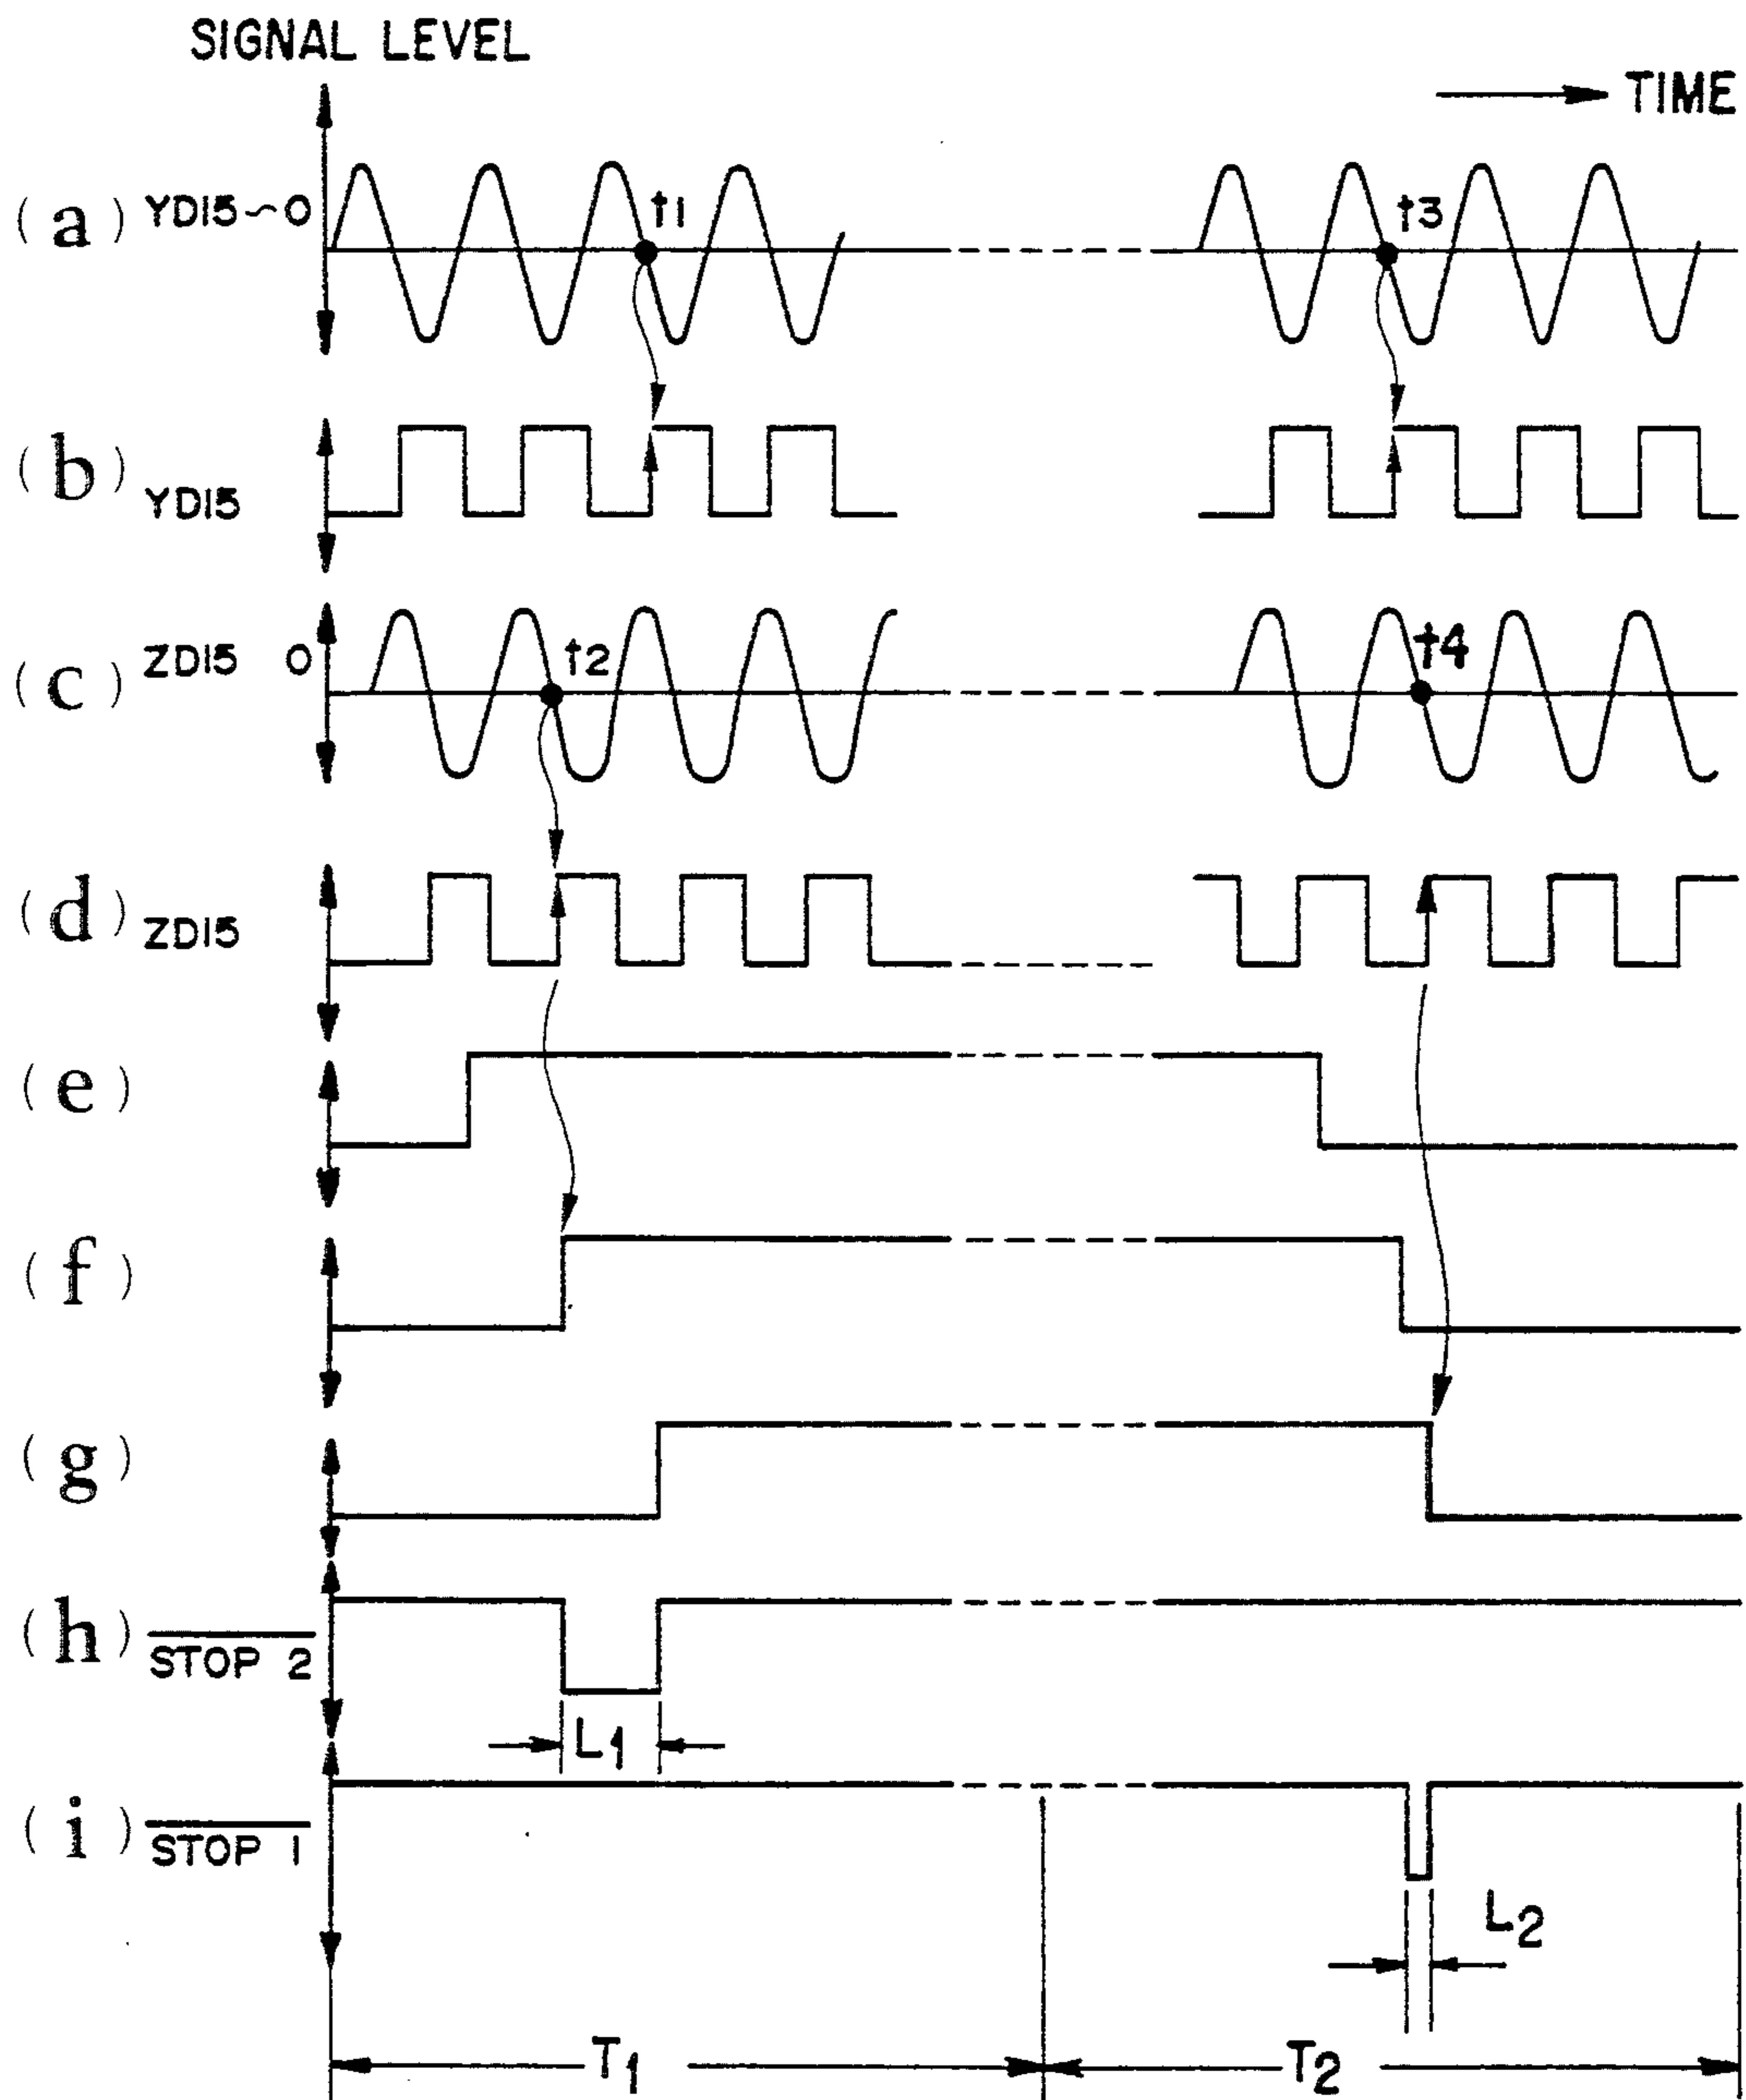 SIGNAL LEVEL
TIME
(a) YD15~0
t1
t3
(b) YD15
(c) ZD15 0
t2
t4
(d) ZD15
(e)
(f)
(g)
(h) STOP 2
L1
(i) STOP 1
L2
T1
T2